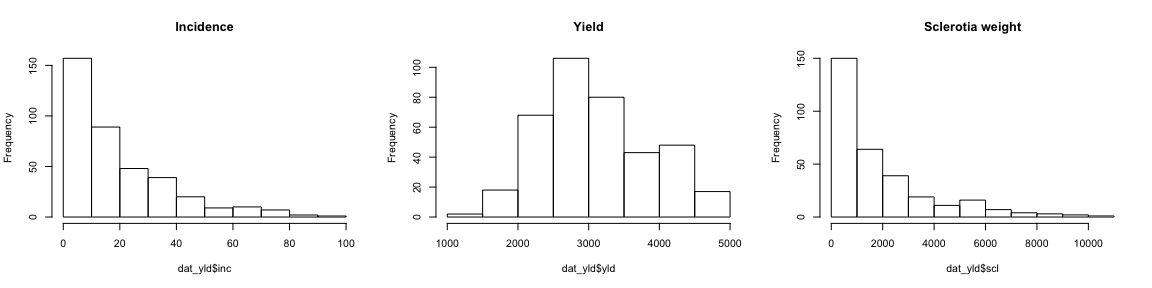 Incidence
Frequency
0
50
100
150
0 20 40 60 80 100
dat_yld$inc
Yield
Frequency
0
20
40
60
80
100
1000 2000 3000 4000 5000
dat_yld$yld
Sclerotia weight
Frequency
0
50
100
150
0 2000 4000 6000 8000 10000
dat_yld$scl